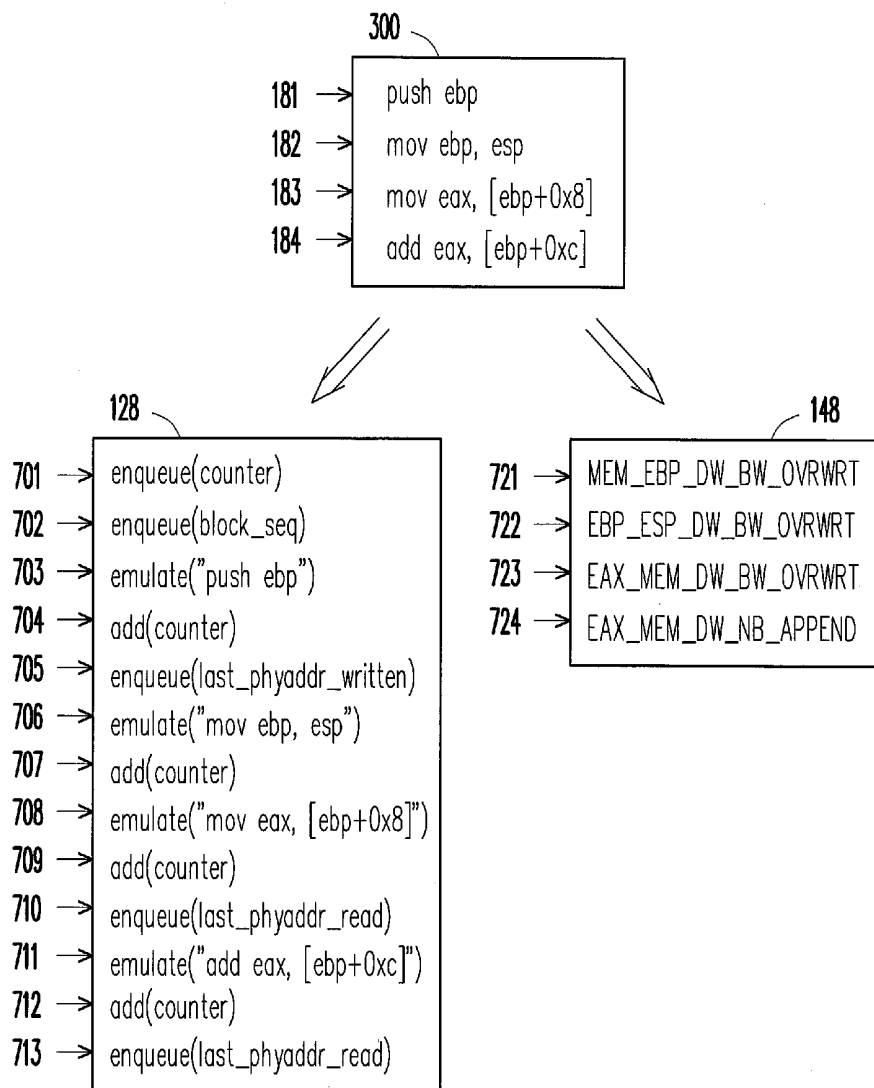 300
181 push ebp
182 mov ebp, esp
183 mov eax, [ebp+0x8]
184 add eax, [ebp+0xc]
128
701 enqueue(counter)
702 enqueue(block_seq)
703 emulate("push ebp")
704 add(counter)
705 enqueue(last_phyaddr_written)
706 emulate("mov ebp, esp")
707 add(counter)
708 emulate("mov eax, [ebp+0x8]")
709 add(counter)
710 enqueue(last_phyaddr_read)
711 emulate("add eax, [ebp+0xc]")
712 add(counter)
713 enqueue(last_phyaddr_read)
148
721 MEM_EBP_DW_BW_OVRWRT
722 EBP_ESP_DW_BW_OVRWRT
723 EAX_MEM_DW_BW_OVRWRT
724 EAX_MEM_DW_NB_APPEND